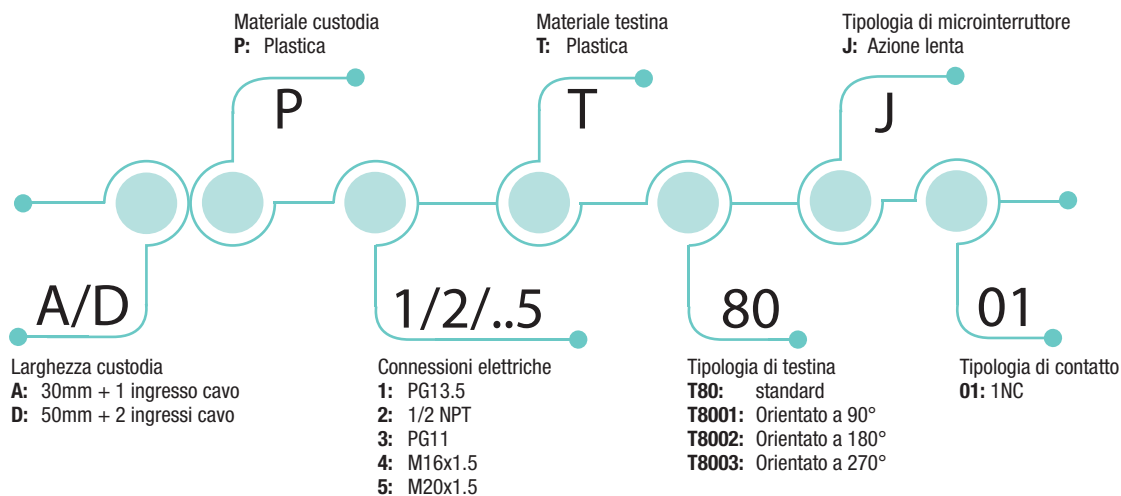 Materiale custodia
P: Plastica
Materiale testina
T: Plastica
Tipologia di microinterruttore
J: Azione lenta
P
T
J
A/D
1/2/..5
80
01
Larghezza custodia
A: 30mm + 1 ingresso cavo
D: 50mm + 2 ingressi cavo
Connessioni elettriche
1: PG13.5
2: 1/2 NPT
3: PG11
4: M16x1.5
5: M20x1.5
Tipologia di testina
T80: standard
T8001: Orientato a 90°
T8002: Orientato a 180°
T8003: Orientato a 270°
Tipologia di contatto
01: 1NC